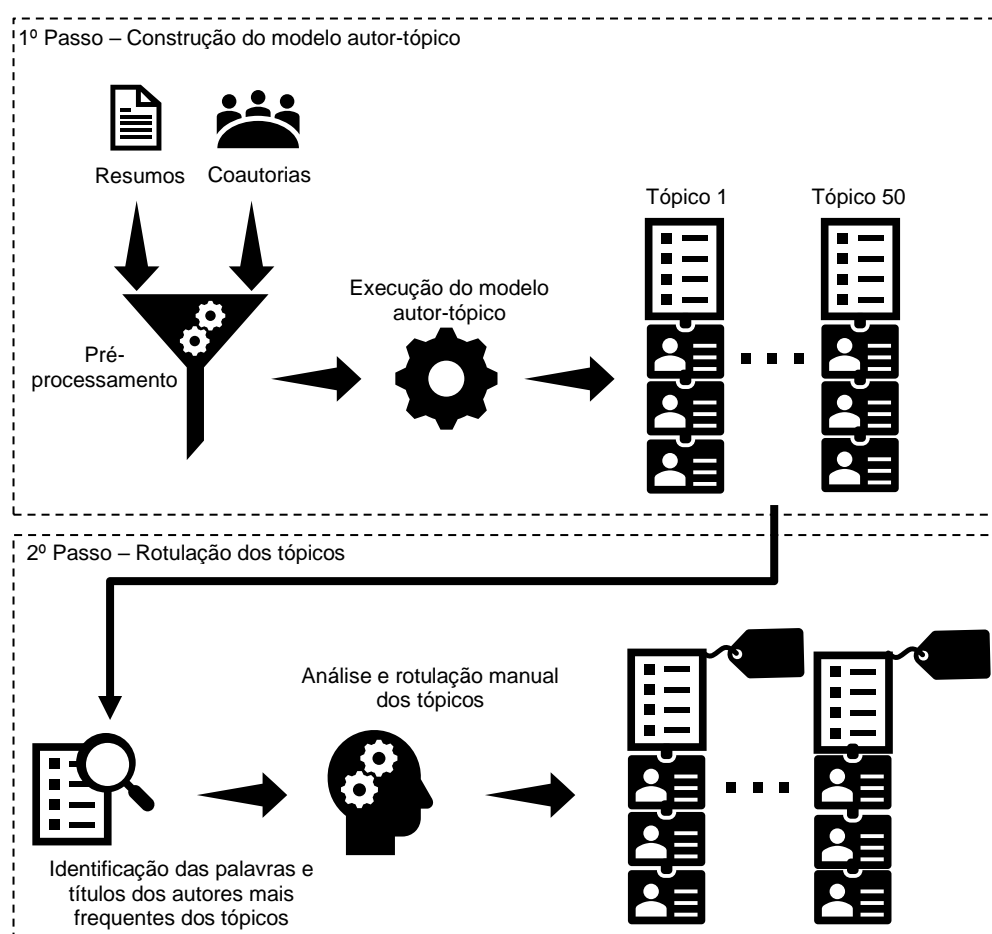 1º Passo – Construção do modelo autor-tópico
Resumos
Coautorias
Tópico 1
Tópico 50
Execução do modelo
autor-tópico
Pré-
processamento
2º Passo – Rotulação dos tópicos
Análise e rotulação manual
dos tópicos
Identificação das palavras e
títulos dos autores mais
frequentes dos tópicos